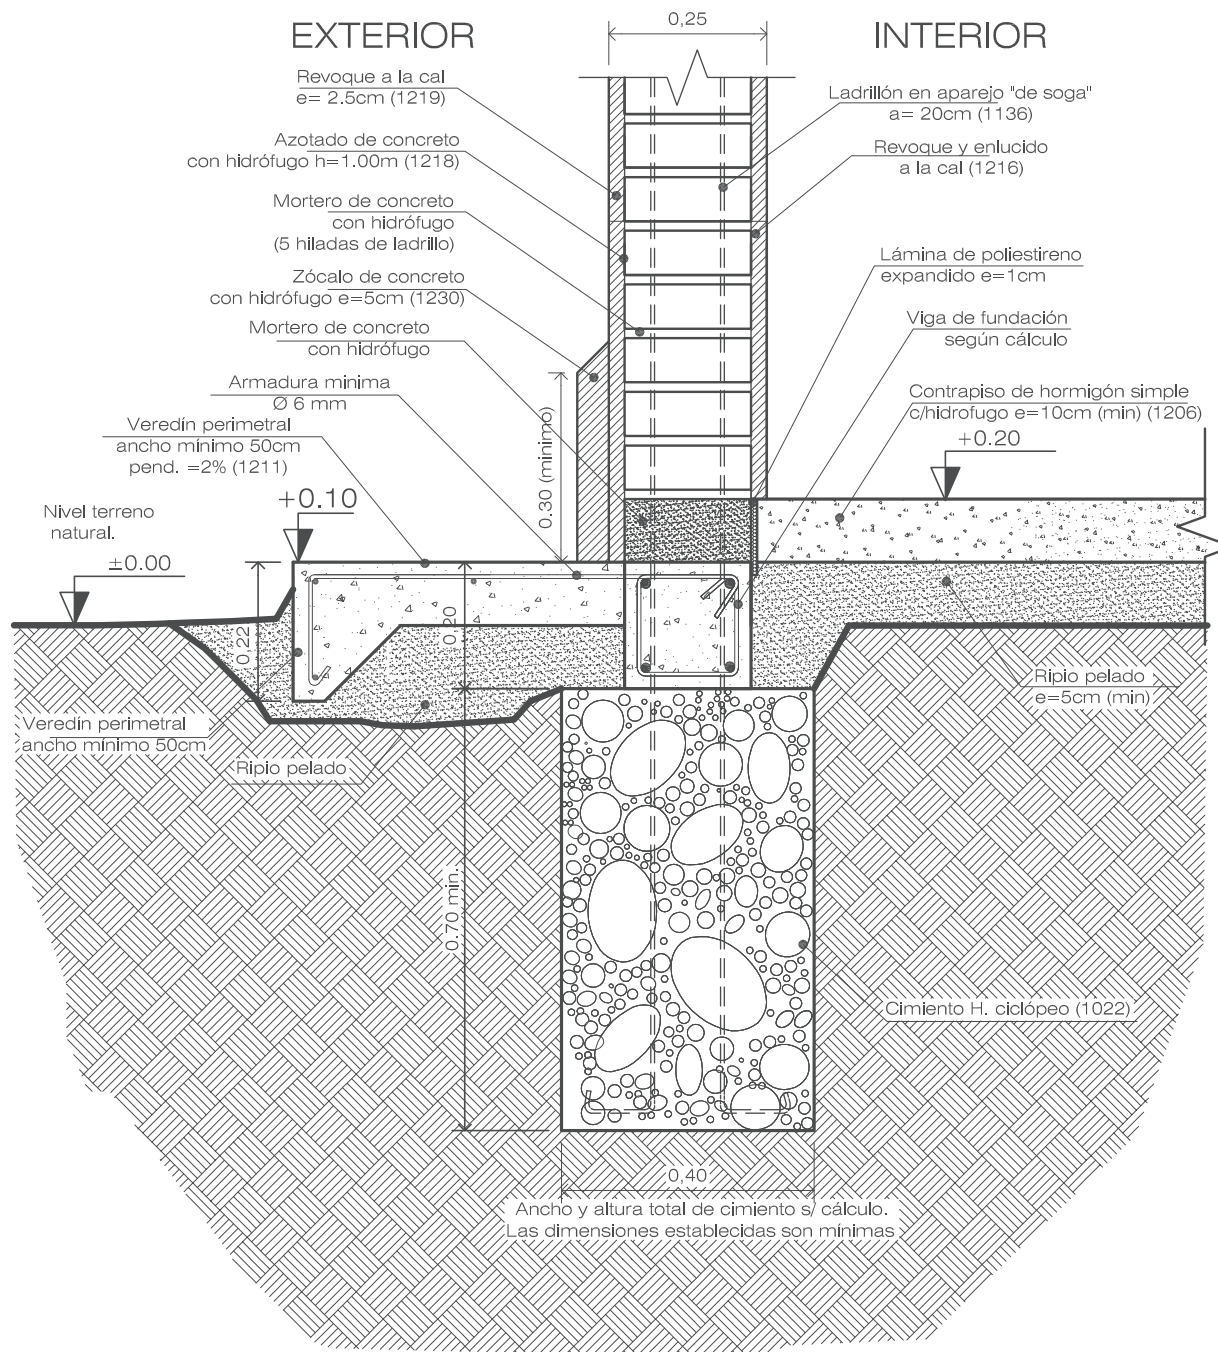 0,25
EXTERIOR
INTERIOR
Revoque a la cal
e= 2.5cm (1219)
Azotado de concreto
con hidrófugo h=1.00m (1218)
Mortero de concreto
con hidrófugo
(5 hiladas de ladrillo)
Zócalo de concreto
con hidrófugo e=5cm (1230)
Mortero de concreto
con hidrófugo
Armadura minima
Ø 6 mm
Veredín perimetral
ancho mínimo 50cm
pend. =2% (1211)
Ladrillón en aparejo "de soga"
a= 20cm (1136)
Revoque y enlucido
a la cal (1216)
Lámina de poliestireno
expandido e=1cm
Viga de fundación
según cálculo
Contrapiso de hormigón simple
c/hidrofugo e=10cm (min) (1206)
+0.20
0.30 (minimo)
+0.10
Nivel terreno
natural.
±0.00
0,22
0.20
Veredín perimetral
ancho mínimo 50cm
Ripio pelado
Ripio pelado
e=5cm (min)
0.70 min.
Cimiento H. ciclópeo (1022)
0,40
Ancho y altura total de cimiento s/ cálculo.
Las dimensiones establecidas son mínimas